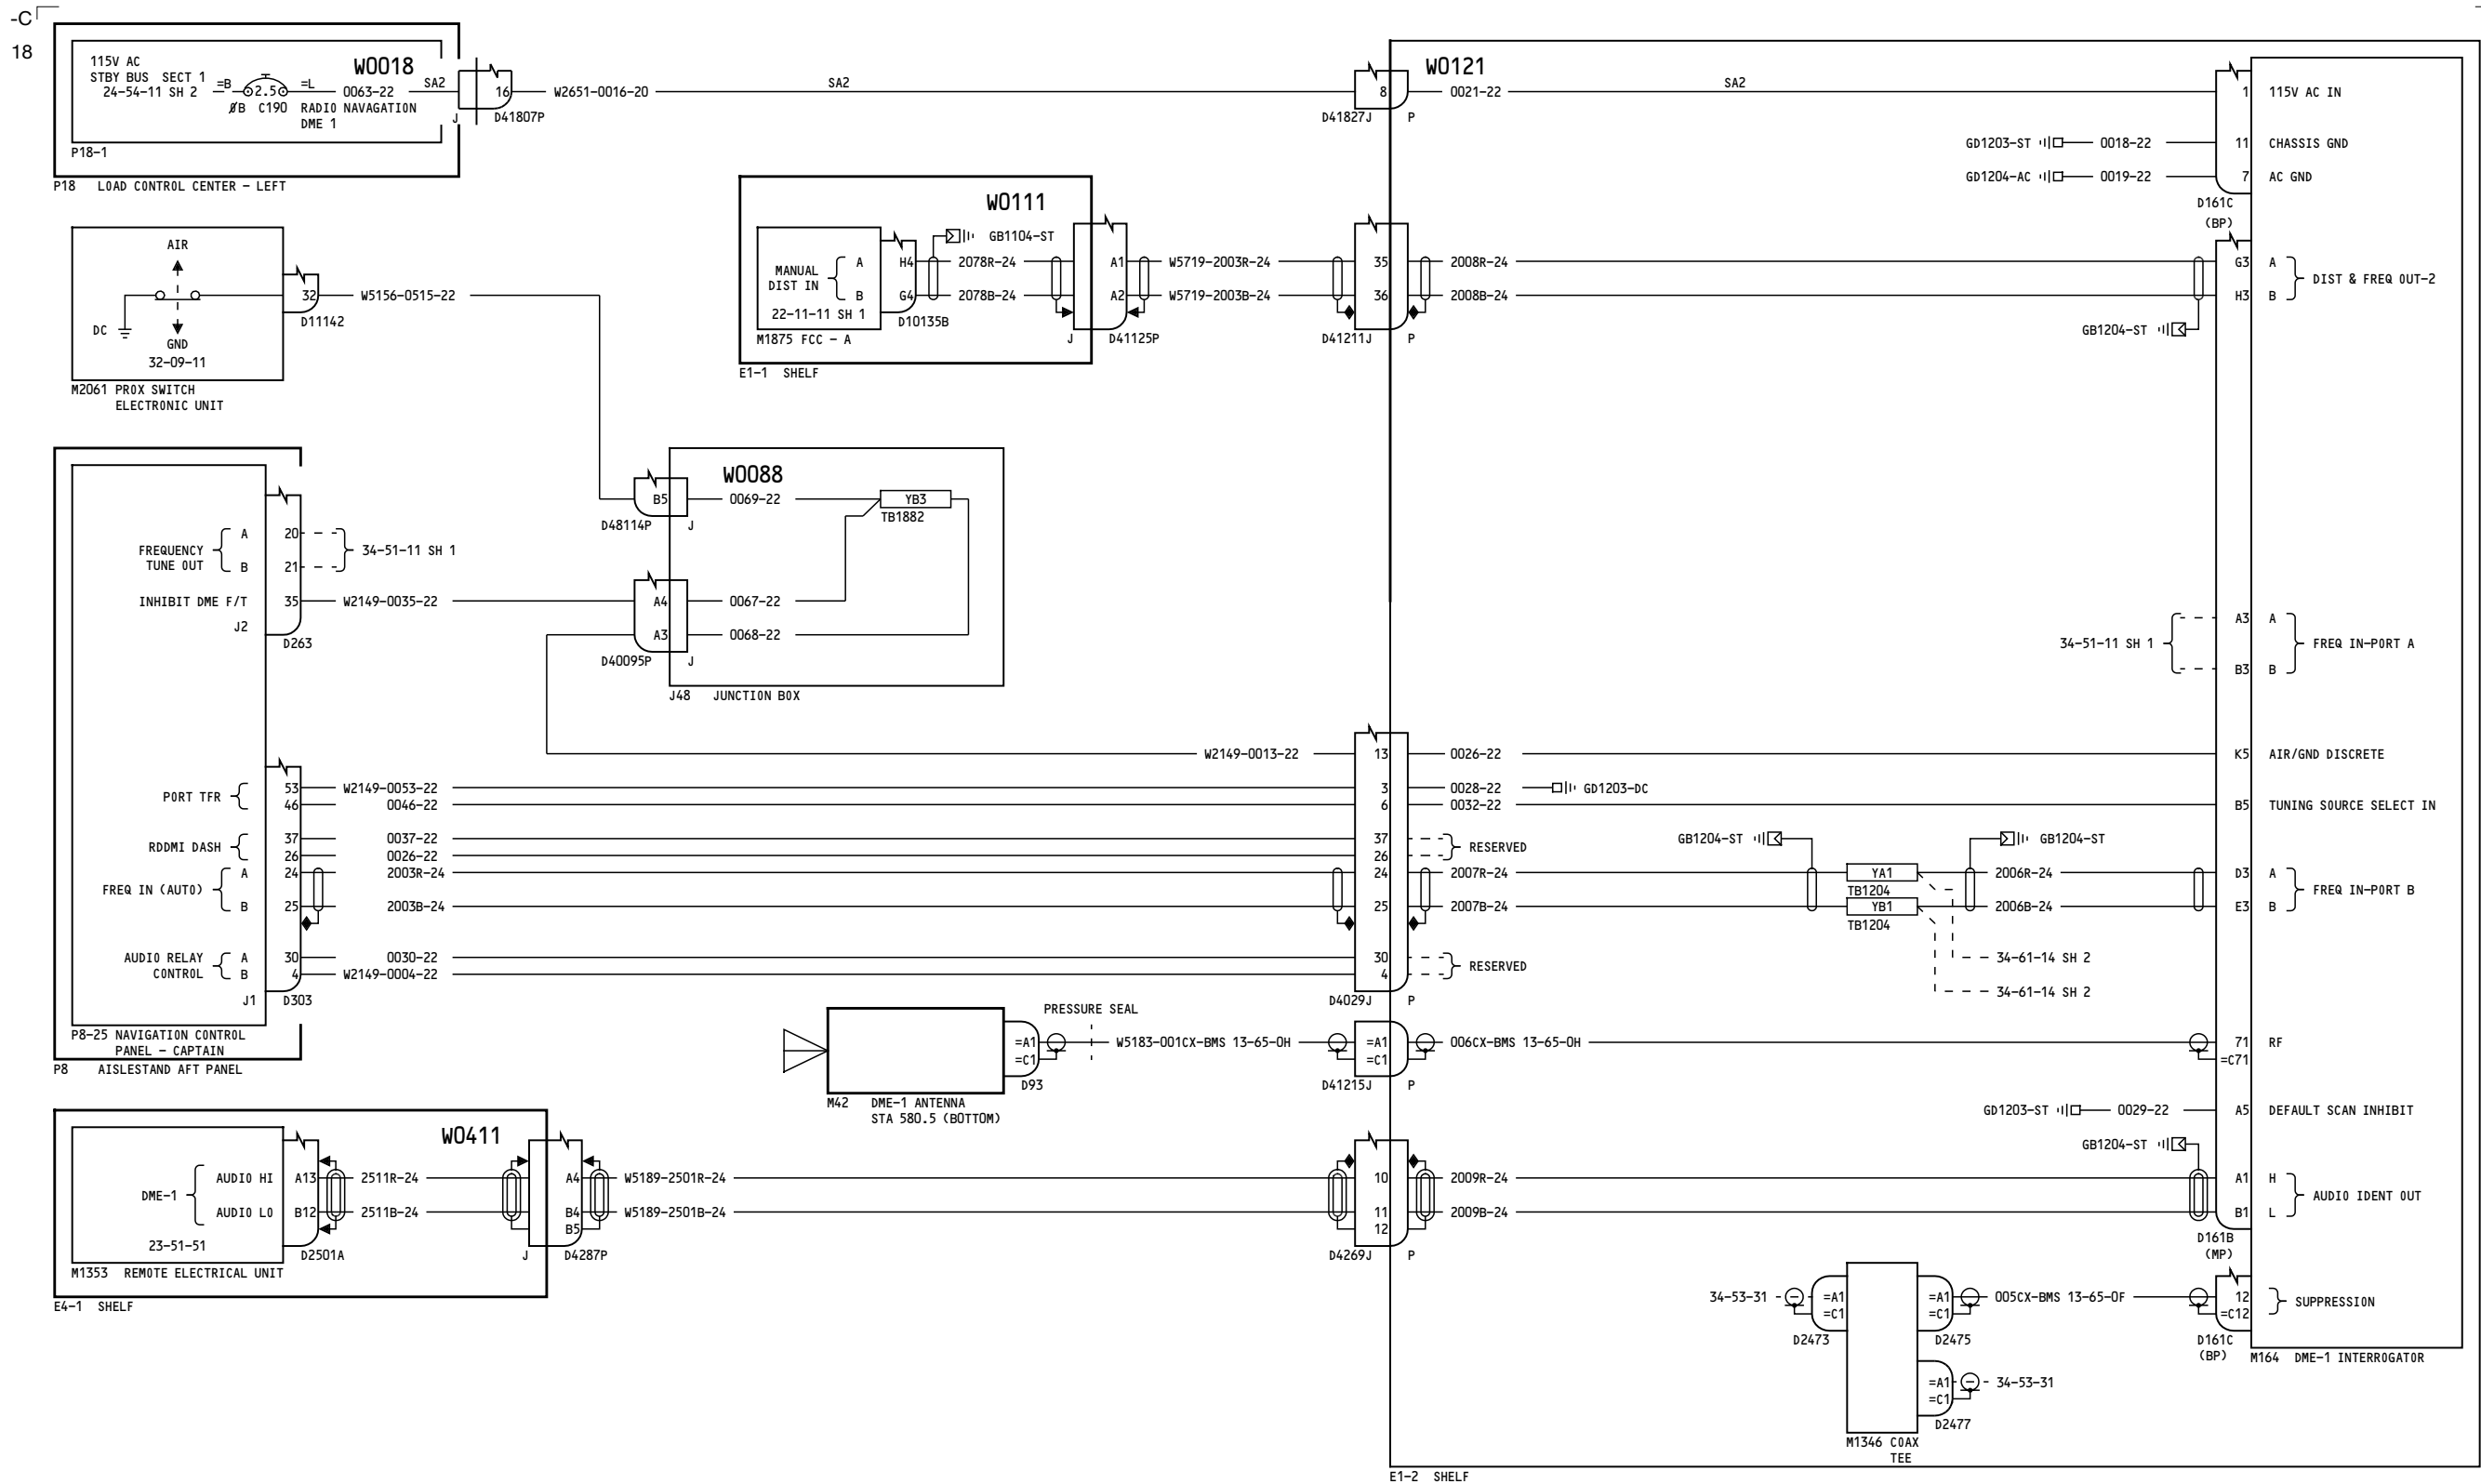 -C
18
115V AC
STBY BUS SECT 1
24-54-11 SH 2
=B
2.5
=L
ØB C190
0063-22
RADIO NAVAGATION
DME 1
W0018
SA2
16
J
D41807P
P18-1
P18 LOAD CONTROL CENTER - LEFT
W2651-0016-20
SA2
8
D41827J
P
W0121
0021-22
SA2
1
115V AC IN
GD1203-ST
0018-22
11
CHASSIS GND
GD1204-AC
0019-22
7
AC GND
D161C
(BP)
AIR
DC
GND
32-09-11
32
D11142
W5156-0515-22
M2061 PROX SWITCH
ELECTRONIC UNIT
W0111
MANUAL
DIST IN
A
B
22-11-11 SH 1
H4
G4
D10135B
M1875 FCC - A
GB1104-ST
2078R-24
2078B-24
A1
A2
J
D41125P
E1-1 SHELF
W5719-2003R-24
W5719-2003B-24
35
36
D41211J
P
2008R-24
2008B-24
G3
H3
A
B
DIST & FREQ OUT-2
GB1204-ST
W0088
B5
D48114P
J
0069-22
YB3
TB1882
A4
0067-22
A3
0068-22
D40095P
J
J48 JUNCTION BOX
FREQUENCY
TUNE OUT
A
B
20
21
34-51-11 SH 1
INHIBIT DME F/T
35
W2149-0035-22
J2
D263
34-51-11 SH 1
A3
B3
A
B
FREQ IN-PORT A
W2149-0013-22
13
0026-22
K5
AIR/GND DISCRETE
PORT TFR
53
46
W2149-0053-22
0046-22
3
6
0028-22
GD1203-DC
0032-22
B5
TUNING SOURCE SELECT IN
RDDMI DASH
37
26
0037-22
0026-22
37
26
RESERVED
GB1204-ST
GB1204-ST
FREQ IN (AUTO)
A
B
24
25
2003R-24
2003B-24
24
25
2007R-24
2007B-24
YA1
TB1204
YB1
TB1204
2006R-24
2006B-24
D3
E3
A
B
FREQ IN-PORT B
34-61-14 SH 2
34-61-14 SH 2
AUDIO RELAY
CONTROL
A
B
30
4
0030-22
W2149-0004-22
30
4
RESERVED
J1
D303
D4029J
P
P8-25 NAVIGATION CONTROL
PANEL - CAPTAIN
P8 AISLESTAND AFT PANEL
PRESSURE SEAL
=A1
=C1
D93
M42 DME-1 ANTENNA
STA 580.5 (BOTTOM)
W5183-001CX-BMS 13-65-0H
=A1
=C1
D41215J
P
006CX-BMS 13-65-0H
71
=C71
RF
GD1203-ST
0029-22
A5
DEFAULT SCAN INHIBIT
GB1204-ST
W0411
DME-1
AUDIO HI
AUDIO LO
23-51-51
A13
B12
D2501A
M1353 REMOTE ELECTRICAL UNIT
E4-1 SHELF
2511R-24
2511B-24
A4
B4
B5
J
D4287P
W5189-2501R-24
W5189-2501B-24
10
11
12
D4269J
P
2009R-24
2009B-24
A1
B1
H
L
AUDIO IDENT OUT
D161B
(MP)
34-53-31
=A1
=C1
D2473
=A1
=C1
D2475
005CX-BMS 13-65-0F
12
=C12
SUPPRESSION
D161C
(BP)
M164 DME-1 INTERROGATOR
=A1
=C1
D2477
34-53-31
M1346 COAX
TEE
E1-2 SHELF